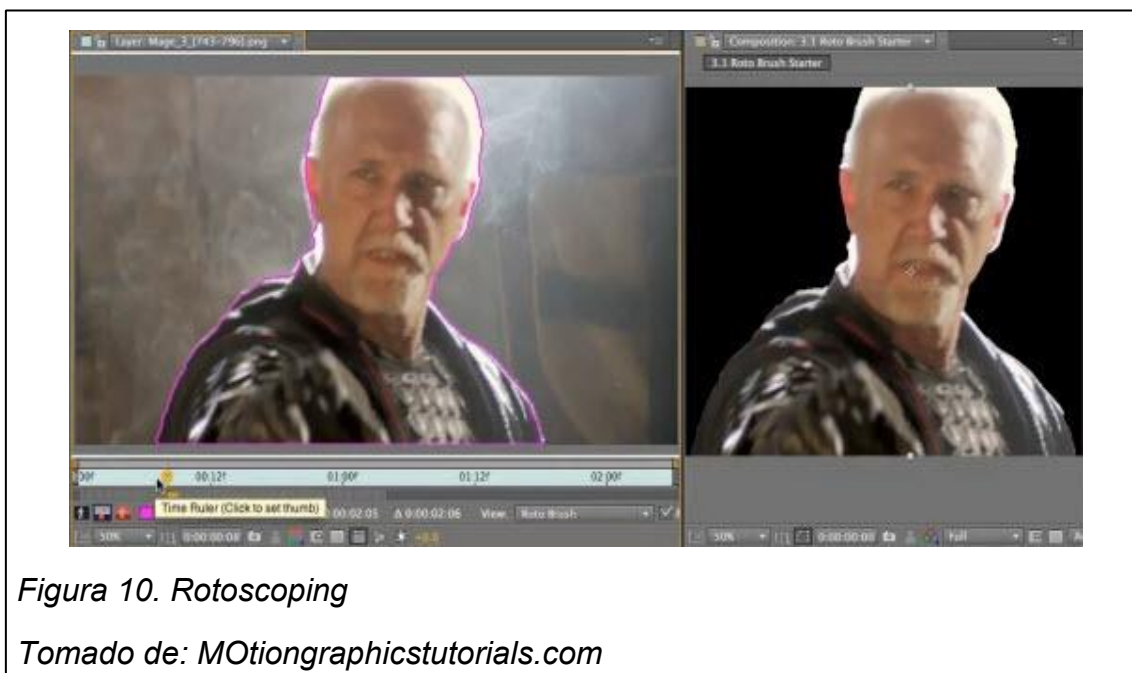 Layer: Mage_3_[743-796].png
Composition: 3.1 Roto Brush Starter
3.1 Roto Brush Starter
00f 00:12f 01:00f 01:12f 02:00f
Time Ruler (Click to set thumb)
0:00:02:05 Δ 0:00:02:06 View: Roto Brush
50% 0:00:00:08 +0.0
50% 0:00:00:08 Full
Figura 10. Rotoscoping
Tomado de: MOtiongraphicstutorials.com